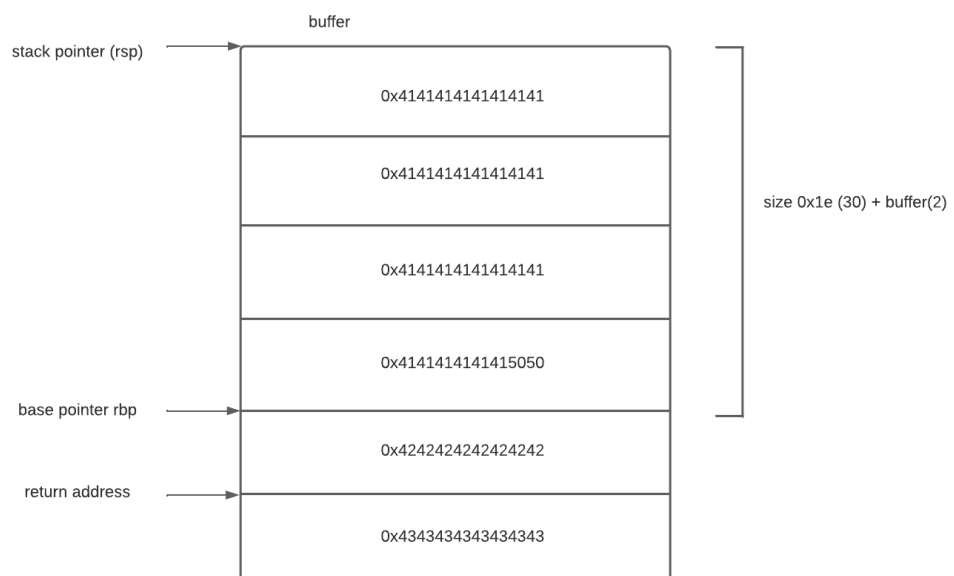 buffer
stack pointer (rsp)
0x4141414141414141
0x4141414141414141
size 0x1e (30) + buffer(2)
0x4141414141414141
0x4141414141415050
base pointer rbp
0x4242424242424242
return address
0x4343434343434343